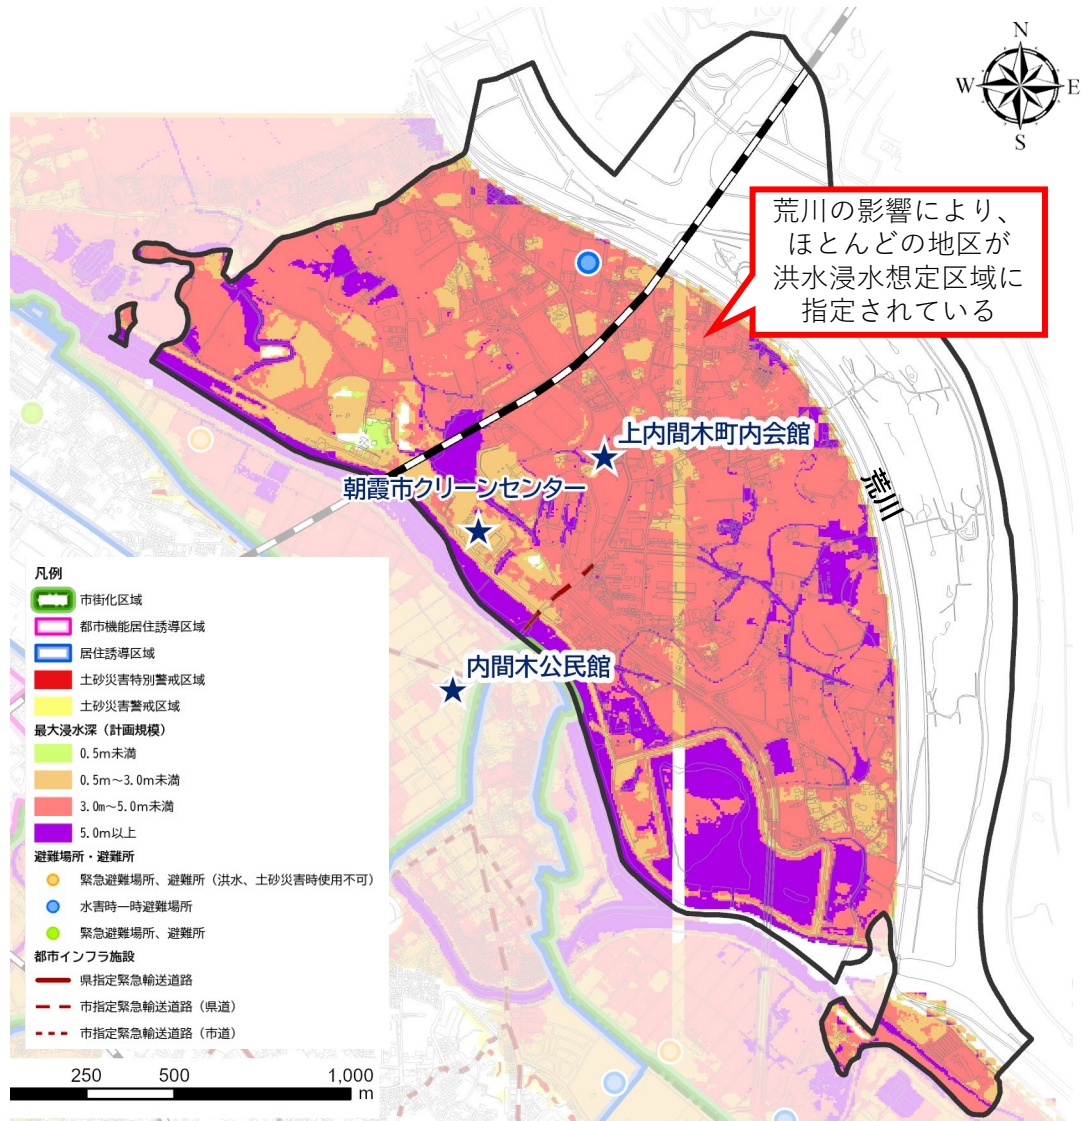 N
W
E
S
荒川の影響により、
ほとんどの地区が
洪水浸水想定区域に
指定されている
上内間木町内会館
荒川
朝霞市クリーンセンター
内間木公民館
凡例
市街化区域
都市機能居住誘導区域
居住誘導区域
土砂災害特別警戒区域
土砂災害警戒区域
最大浸水深（計画規模）
0.5m未満
0.5m～3.0m未満
3.0m～5.0m未満
5.0m以上
避難場所・避難所
緊急避難場所、避難所（洪水、土砂災害時使用不可）
水害時一時避難場所
緊急避難場所、避難所
都市インフラ施設
県指定緊急輸送道路
市指定緊急輸送道路（県道）
市指定緊急輸送道路（市道）
250 500 1,000
m